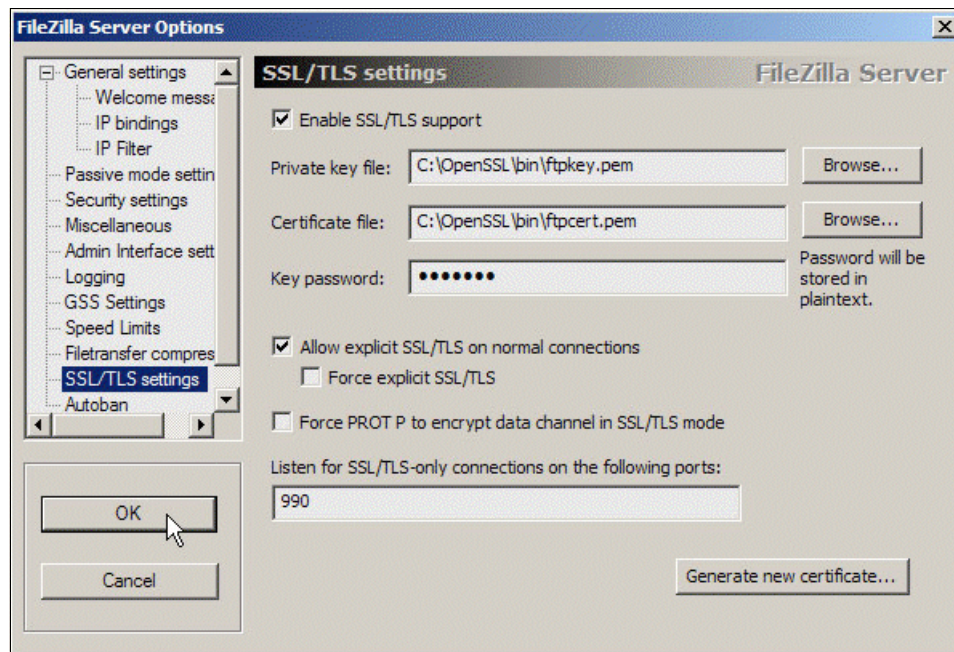 FileZilla Server Options
General settings
Welcome messa
IP bindings
IP Filter
Passive mode settin
Security settings
Miscellaneous
Admin Interface sett
Logging
GSS Settings
Speed Limits
Filetransfer compres
SSL/TLS settings
Autoban
OK
Cancel
SSL/TLS settings FileZilla Server
Enable SSL/TLS support
Private key file: C:\OpenSSL\bin\ftpkey.pem Browse...
Certificate file: C:\OpenSSL\bin\ftpcert.pem Browse...
Key password: ●●●●●●● 
Password will be
stored in
plaintext.
Allow explicit SSL/TLS on normal connections
Force explicit SSL/TLS
Force PROT P to encrypt data channel in SSL/TLS mode
Listen for SSL/TLS-only connections on the following ports:
990
Generate new certificate...